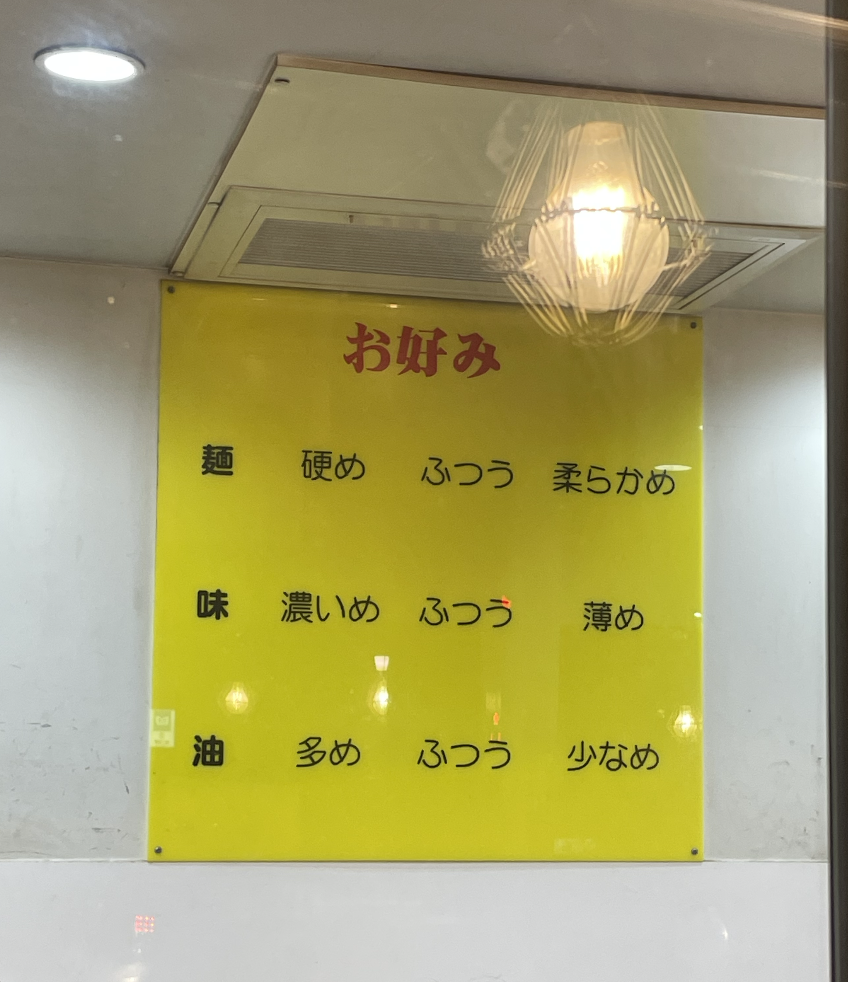 お好み
麺 硬め ふつう 柔らかめ
味 濃いめ ふつう 薄め
油 多め ふつう 少なめ